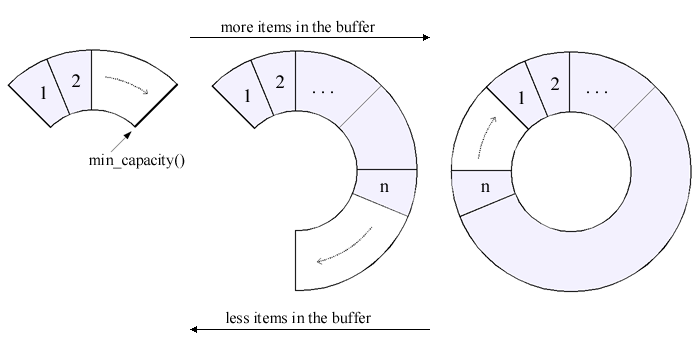 more items in the buffer
1
2
min_capacity()
1
2
...
n
1
2
...
n
less items in the buffer